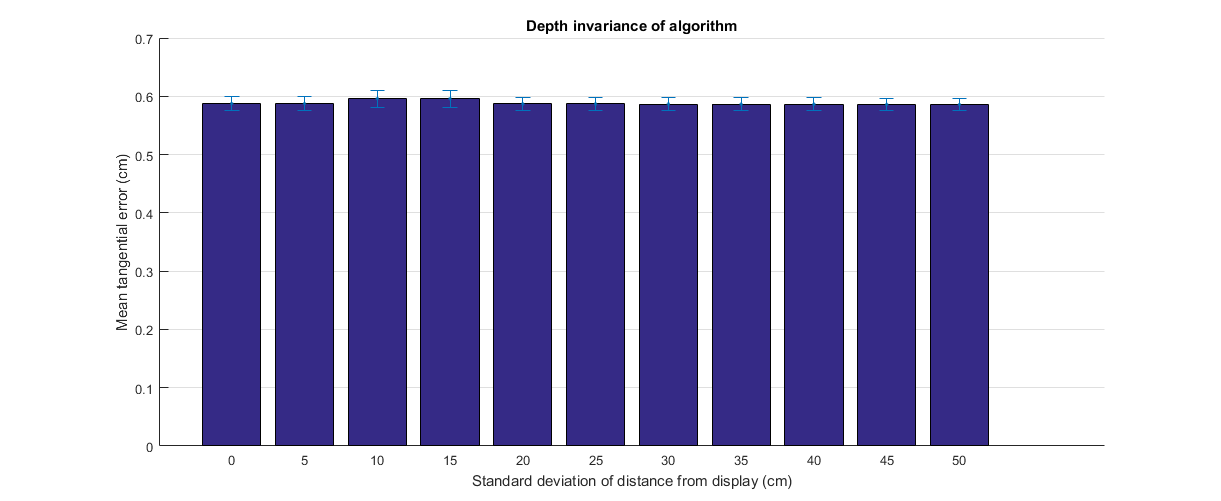 Depth invariance of algorithm
0.7
0.6
0.5
0.4
0.3
0.2
0.1
0
Mean tangential error (cm)
0 5 10 15 20 25 30 35 40 45 50
Standard deviation of distance from display (cm)